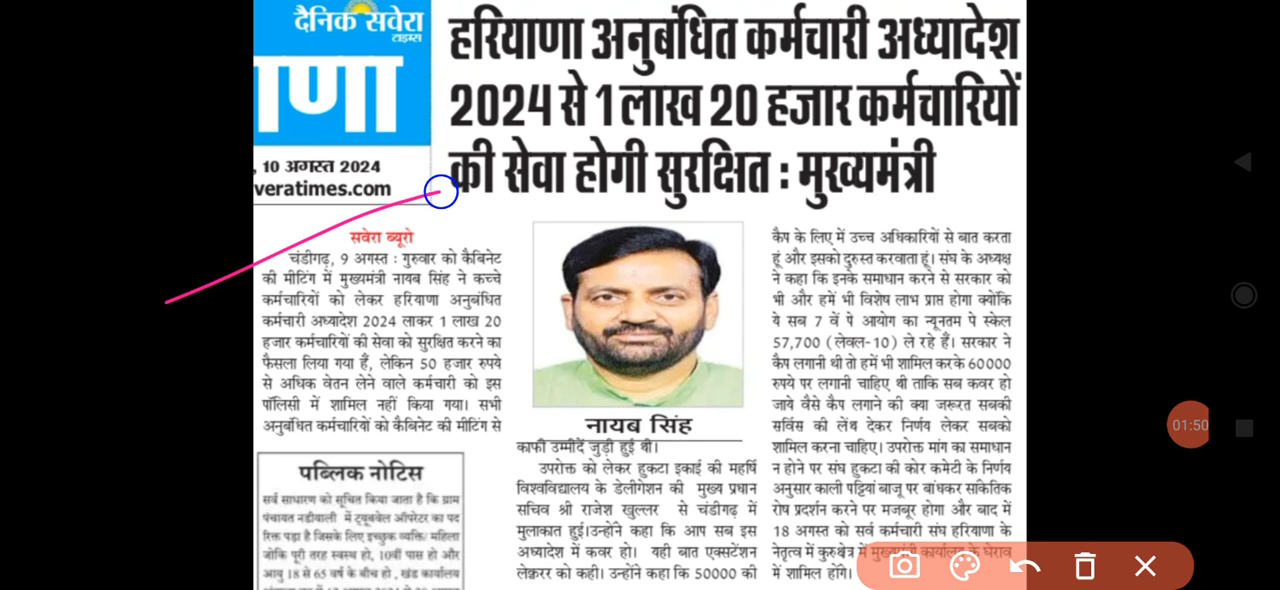 दैनिक सवेरा
टाइम्स
णा
, 10 अगस्त 2024
veratimes.com
हरियाणा अनुबंधित कर्मचारी अध्यादेश
2024 से 1 लाख 20 हजार कर्मचारियों
की सेवा होगी सुरक्षित : मुख्यमंत्री
सवेरा ब्यूरो
चंडीगढ़, 9 अगस्त : गुरुवार को कैबिनेट
की मीटिंग में मुख्यमंत्री नायब सिंह ने कच्चे
कर्मचारियों को लेकर हरियाणा अनुबंधित
कर्मचारी अध्यादेश 2024 लाकर 1 लाख 20
हजार कर्मचारियों की सेवा को सुरक्षित करने का
फैसला लिया गया हैं, लेकिन 50 हजार रुपये
से अधिक वेतन लेने वाले कर्मचारी को इस
पॉलिसी में शामिल नहीं किया गया। सभी
अनुबंधित कर्मचारियों को कैबिनेट की मीटिंग से
नायब सिंह
काफी उम्मीदें जुड़ी हुई थी।
उपरोक्त को लेकर हुकटा इकाई की महर्षि
विश्वविद्यालय के डेलीगेशन की मुख्य प्रधान
सचिव श्री राजेश खुल्लर से चंडीगढ़ में
मुलाकात हुई।उन्होंने कहा कि आप सब इस
अध्यादेश में कवर हो। यही बात एक्सटेंशन
लेक्चरर को कही। उन्होंने कहा कि 50000 की
कैप के लिए में उच्च अधिकारियों से बात करता
हूं और इसको दुरुस्त करवाता हूं। संघ के अध्यक्ष
ने कहा कि इनके समाधान करने से सरकार को
भी और हमें भी विशेष लाभ प्राप्त होगा क्योंकि
ये सब 7 वें पे आयोग का न्यूनतम पे स्केल
57,700 (लेवल-10) ले रहे हैं। सरकार ने
कैप लगानी थी तो हमें भी शामिल करके 60000
रुपये पर लगानी चाहिए थी ताकि सब कवर हो
जाये वैसे कैप लगाने की क्या जरूरत सबकी
सर्विस की लेंथ देकर निर्णय लेकर सबको
शामिल करना चाहिए। उपरोक्त मांग का समाधान
न होने पर संघ हुकटा की कोर कमेटी के निर्णय
अनुसार काली पट्टियां बाजू पर बांधकर सांकेतिक
रोष प्रदर्शन करने पर मजबूर होगा और बाद में
18 अगस्त को सर्व कर्मचारी संघ हरियाणा के
नेतृत्व में कुरुक्षेत्र में मुख्यमंत्री कार्यालय के घेराव
में शामिल होंगे।
पब्लिक नोटिस
सर्व साधारण को सूचित किया जाता है कि ग्राम
पंचायत नडीयाली में ट्यूबवेल ऑपरेटर का पद
रिक्त पड़ा है जिसके लिए इच्छुक व्यक्ति/ महिला
जोकि पूरी तरह स्वस्थ हो, 10वीं पास हो और
आयु 18 से 65 वर्ष के बीच हो , खंड कार्यालय
01:50